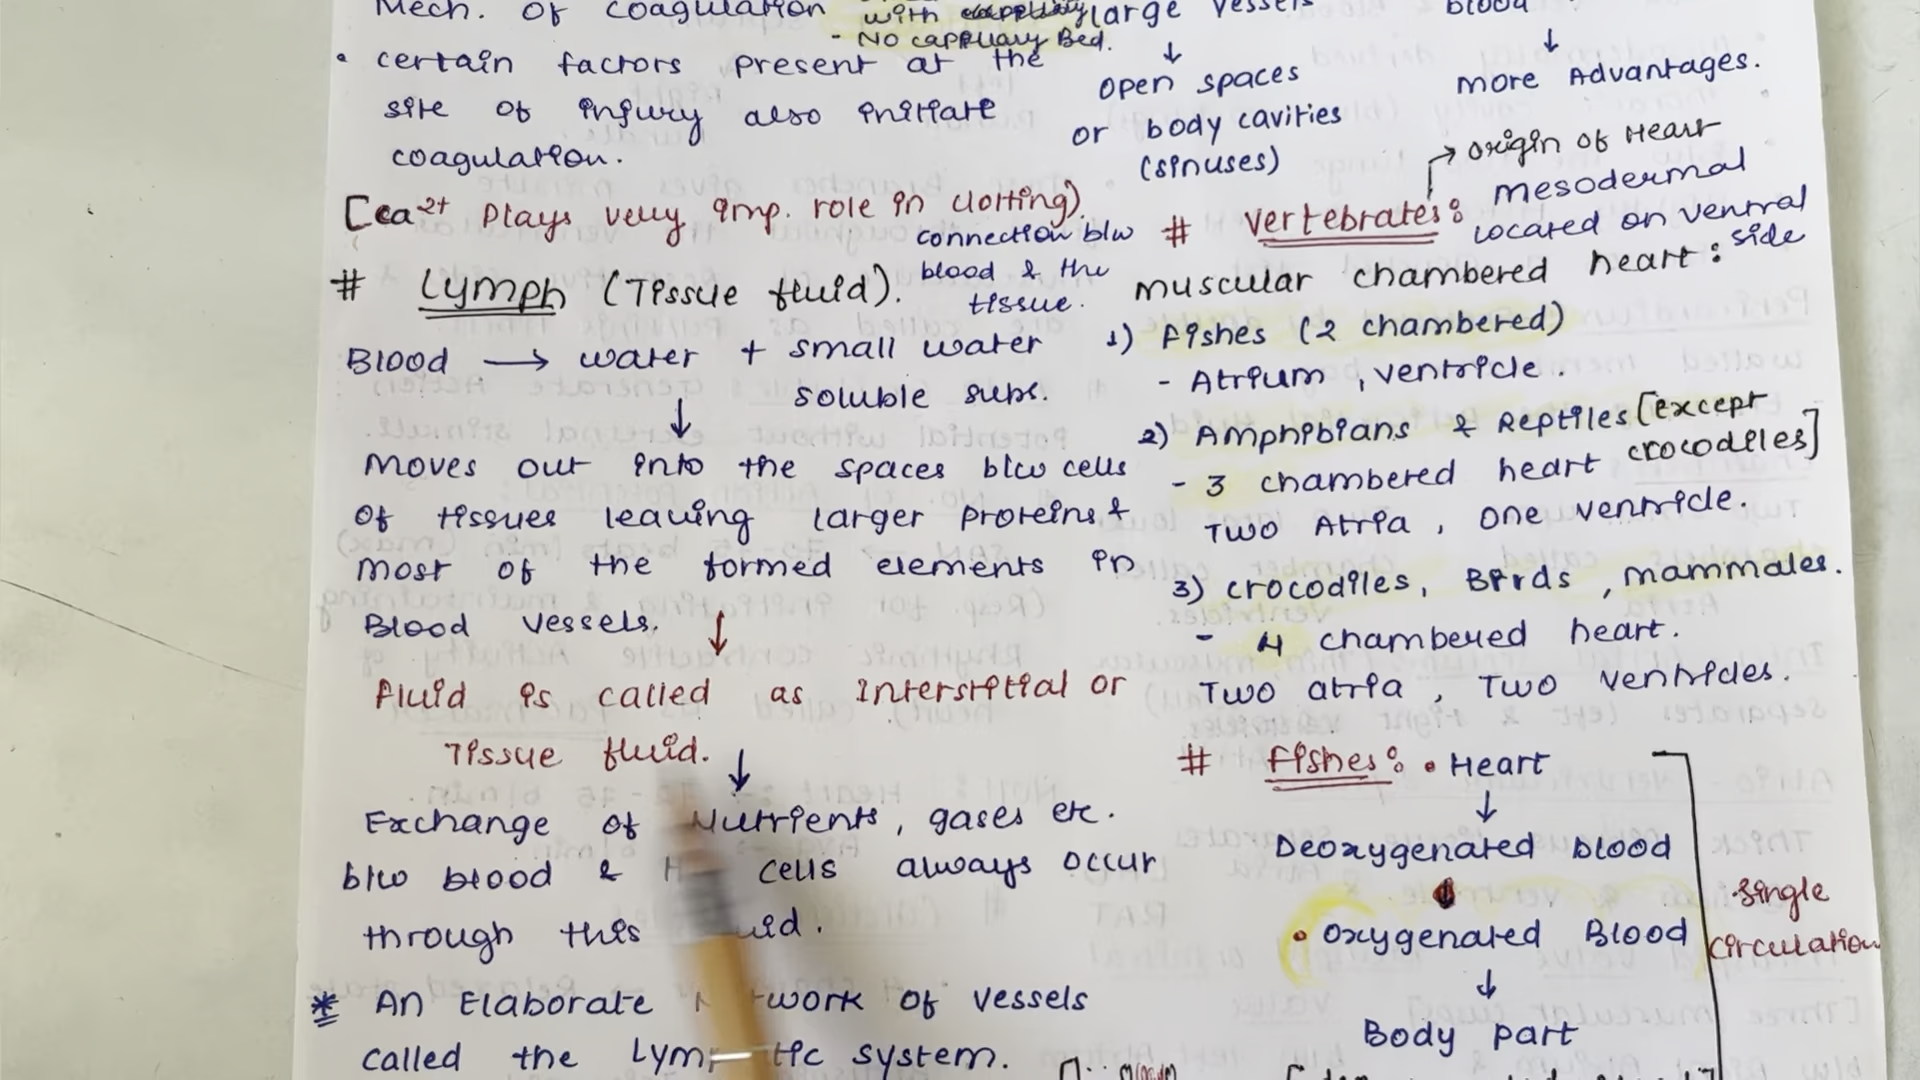 Mech. of coagulation
• certain factors present at the
site of injury also initiate
coagulation.
[ca2+ plays very imp. role in clotting).
# Lymph (Tissue fluid).
connection b/w
blood & the
tissue.
Blood → water + small water
soluble subs.
↓
Moves out into the spaces b/w cells
of tissues leaving larger proteins &
most of the formed elements in
Blood vessels.
↓
Fluid is called as Interstitial or
Tissue fluid.
↓
Exchange of Nutrients, gases etc.
b/w blood & cells always occur
through this
* An Elaborate of vessels
called the system.
with large vessels
- No capillary Bed.
↓
open spaces
or body cavities
(sinuses)
blood
↓
more Advantages.
# Vertebrates:
→ origin of Heart
mesodermal
located on ventral
side
muscular chambered heart:
1) Fishes (2 chambered)
- Atrium, ventricle.
2) Amphibians & Reptiles [except
crocodiles]
- 3 chambered heart
Two Atria, one ventricle.
3) crocodiles, Birds, mammales.
- 4 chambered heart.
Two atria, Two ventricles.
# Fishes: • Heart
↓
Deoxygenated blood
• Oxygenated Blood
↓
Body part
single
circulation